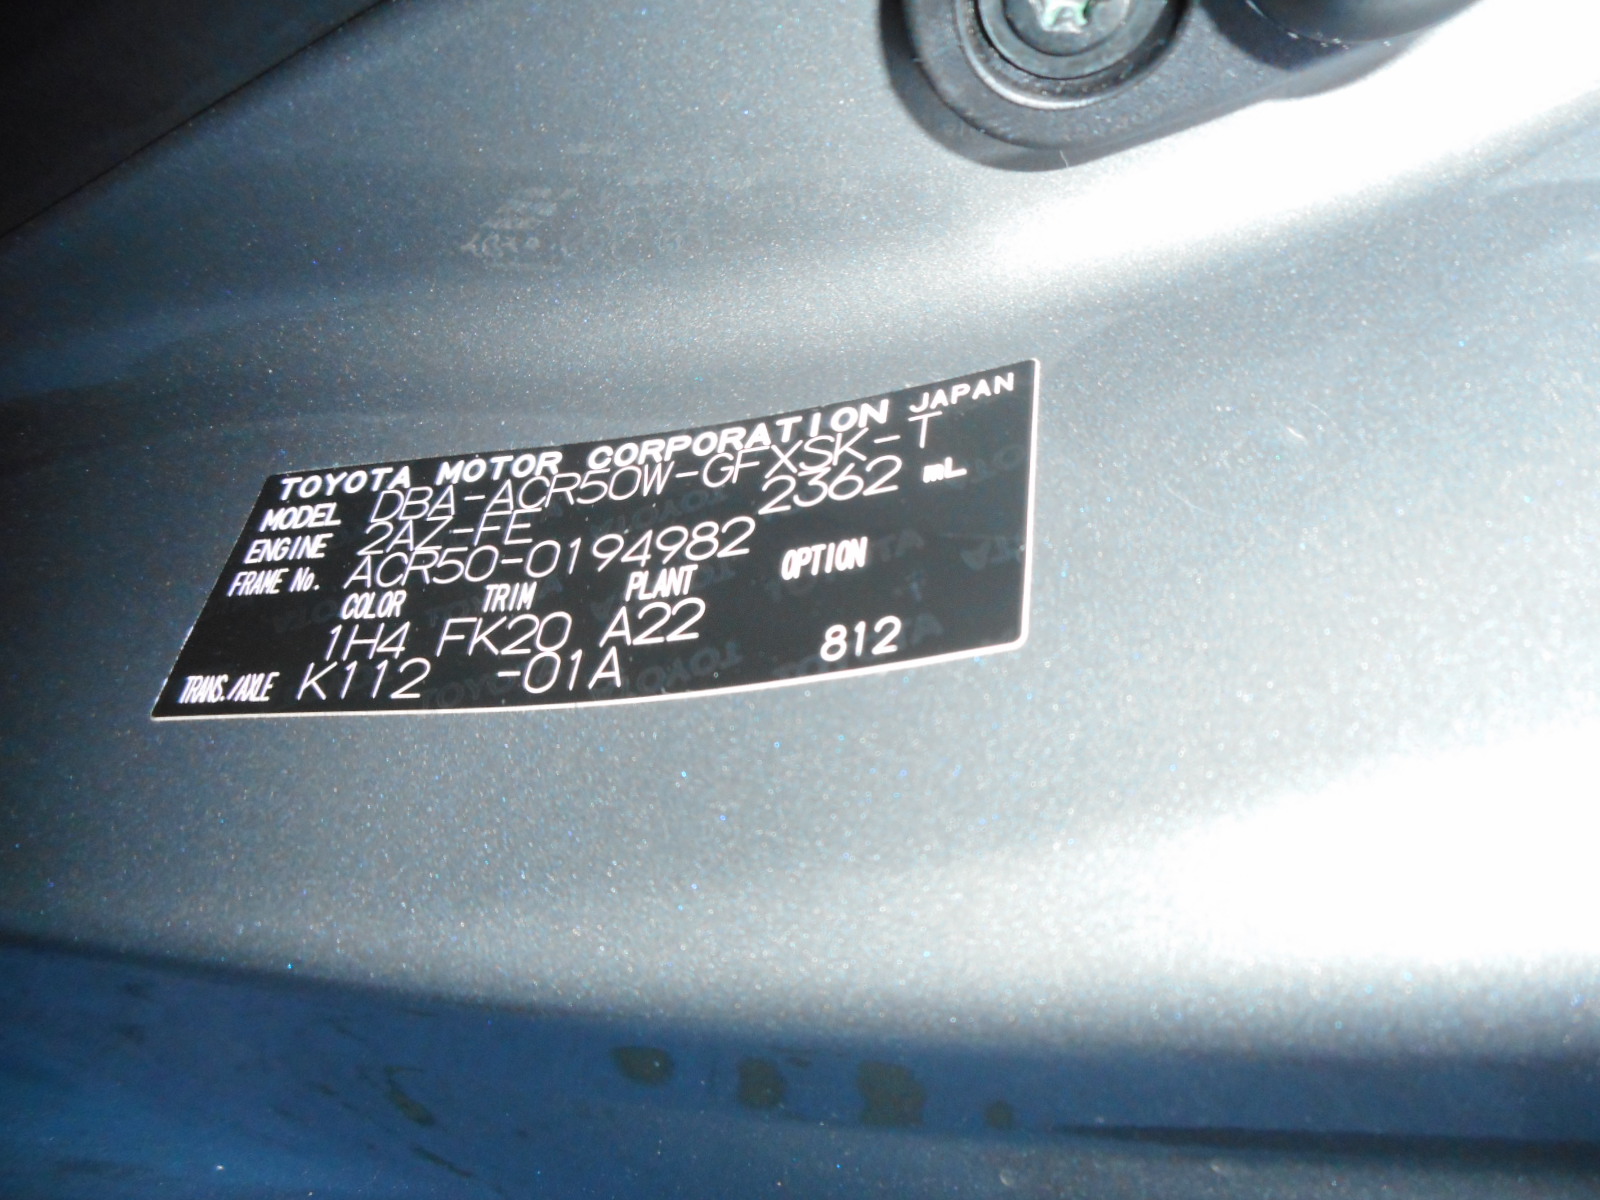 TOYOTA MOTOR CORPORATION JAPAN
MODEL DBA-ACR50W-GFXSK-T
ENGINE 2AZ-FE 2362 mL
FRAME No. ACR50-0194982
COLOR TRIM PLANT OPTION
1H4 FK20 A22
TRANS./AXLE K112 -01A 812